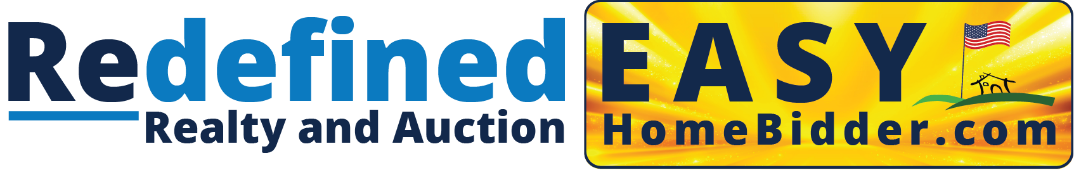 Redefined
Realty and Auction
EASY
HomeBidder.com